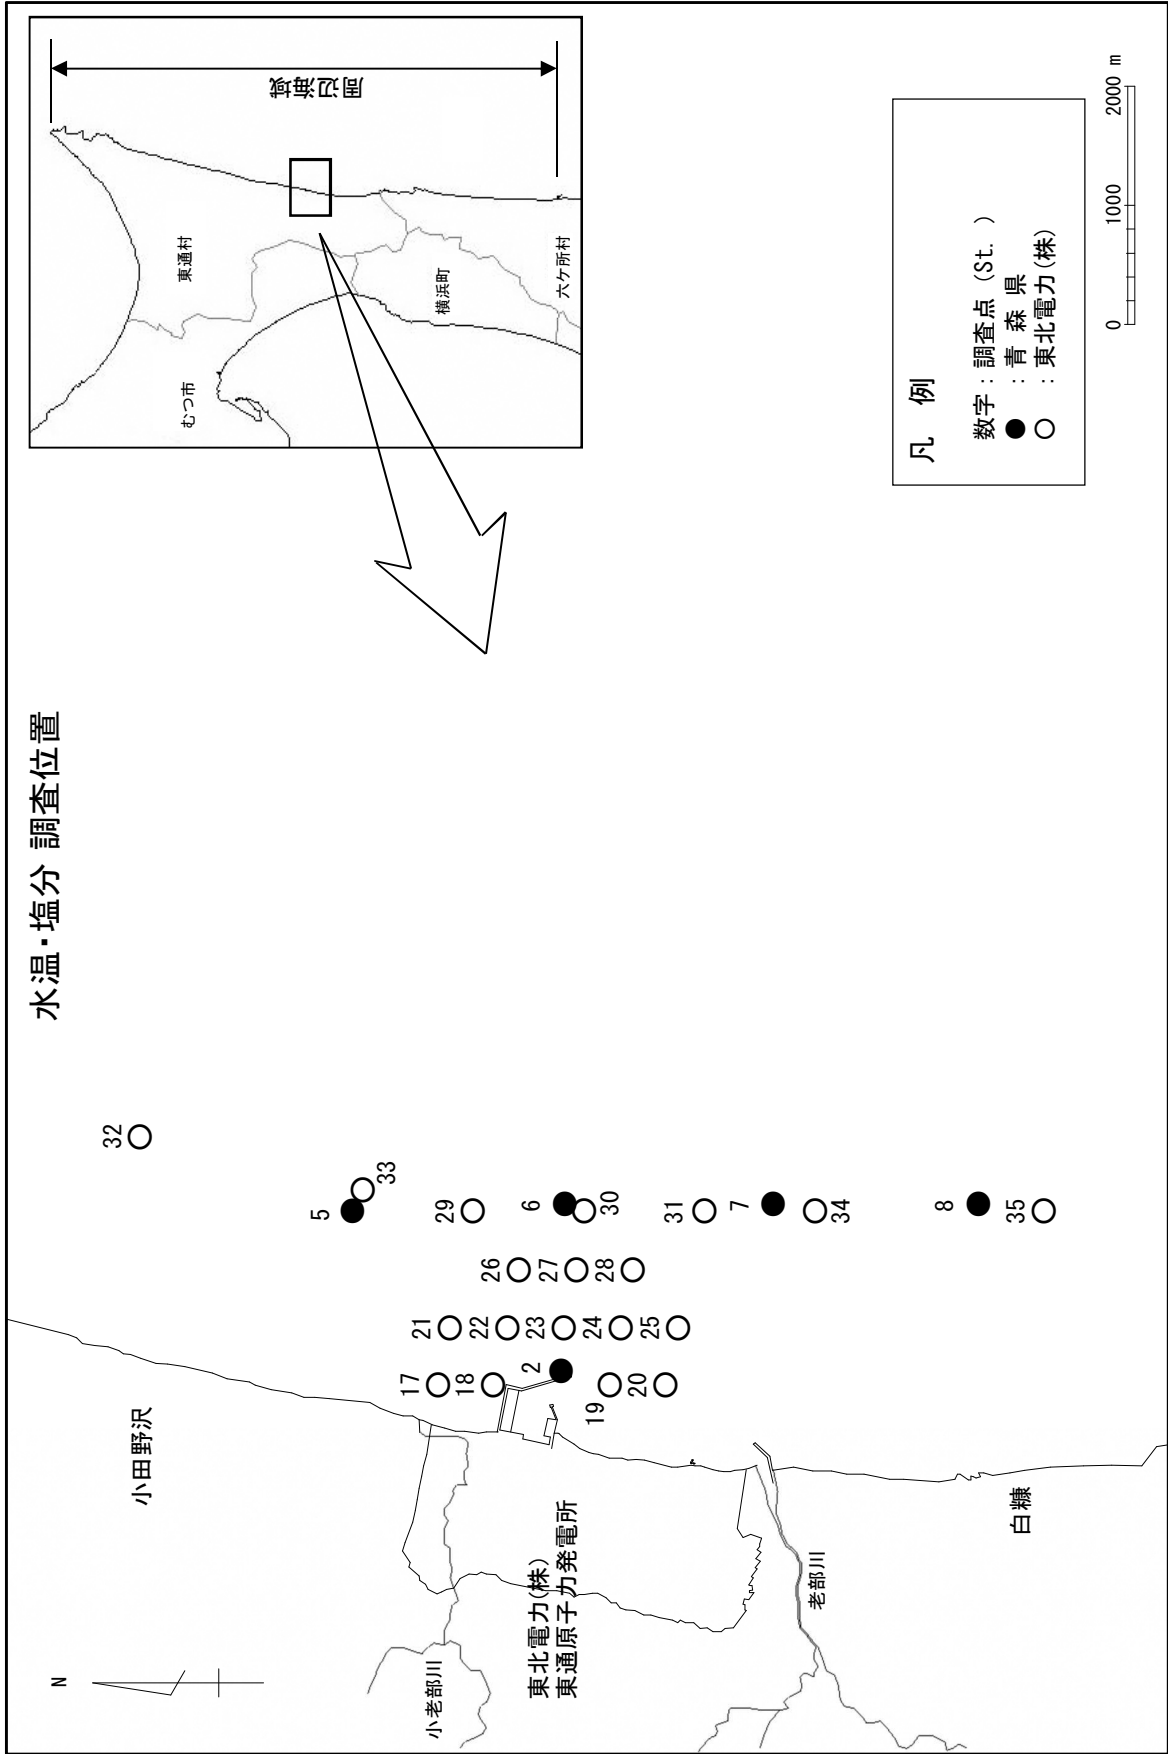 水温・塩分 調査位置
N
小田野沢
小老部川
東北電力(株)
東通原子力発電所
老部川
白糠
32
5
33
29
6
30
31
7
34
8
35
26
27
28
21
22
23
24
25
17
18
2
19
20
むつ市
東通村
横浜町
六ケ所村
周辺海域
凡 例
数字：調査点 (St. )
● ：青 森 県
○ ：東北電力(株)
0 1000 2000 m